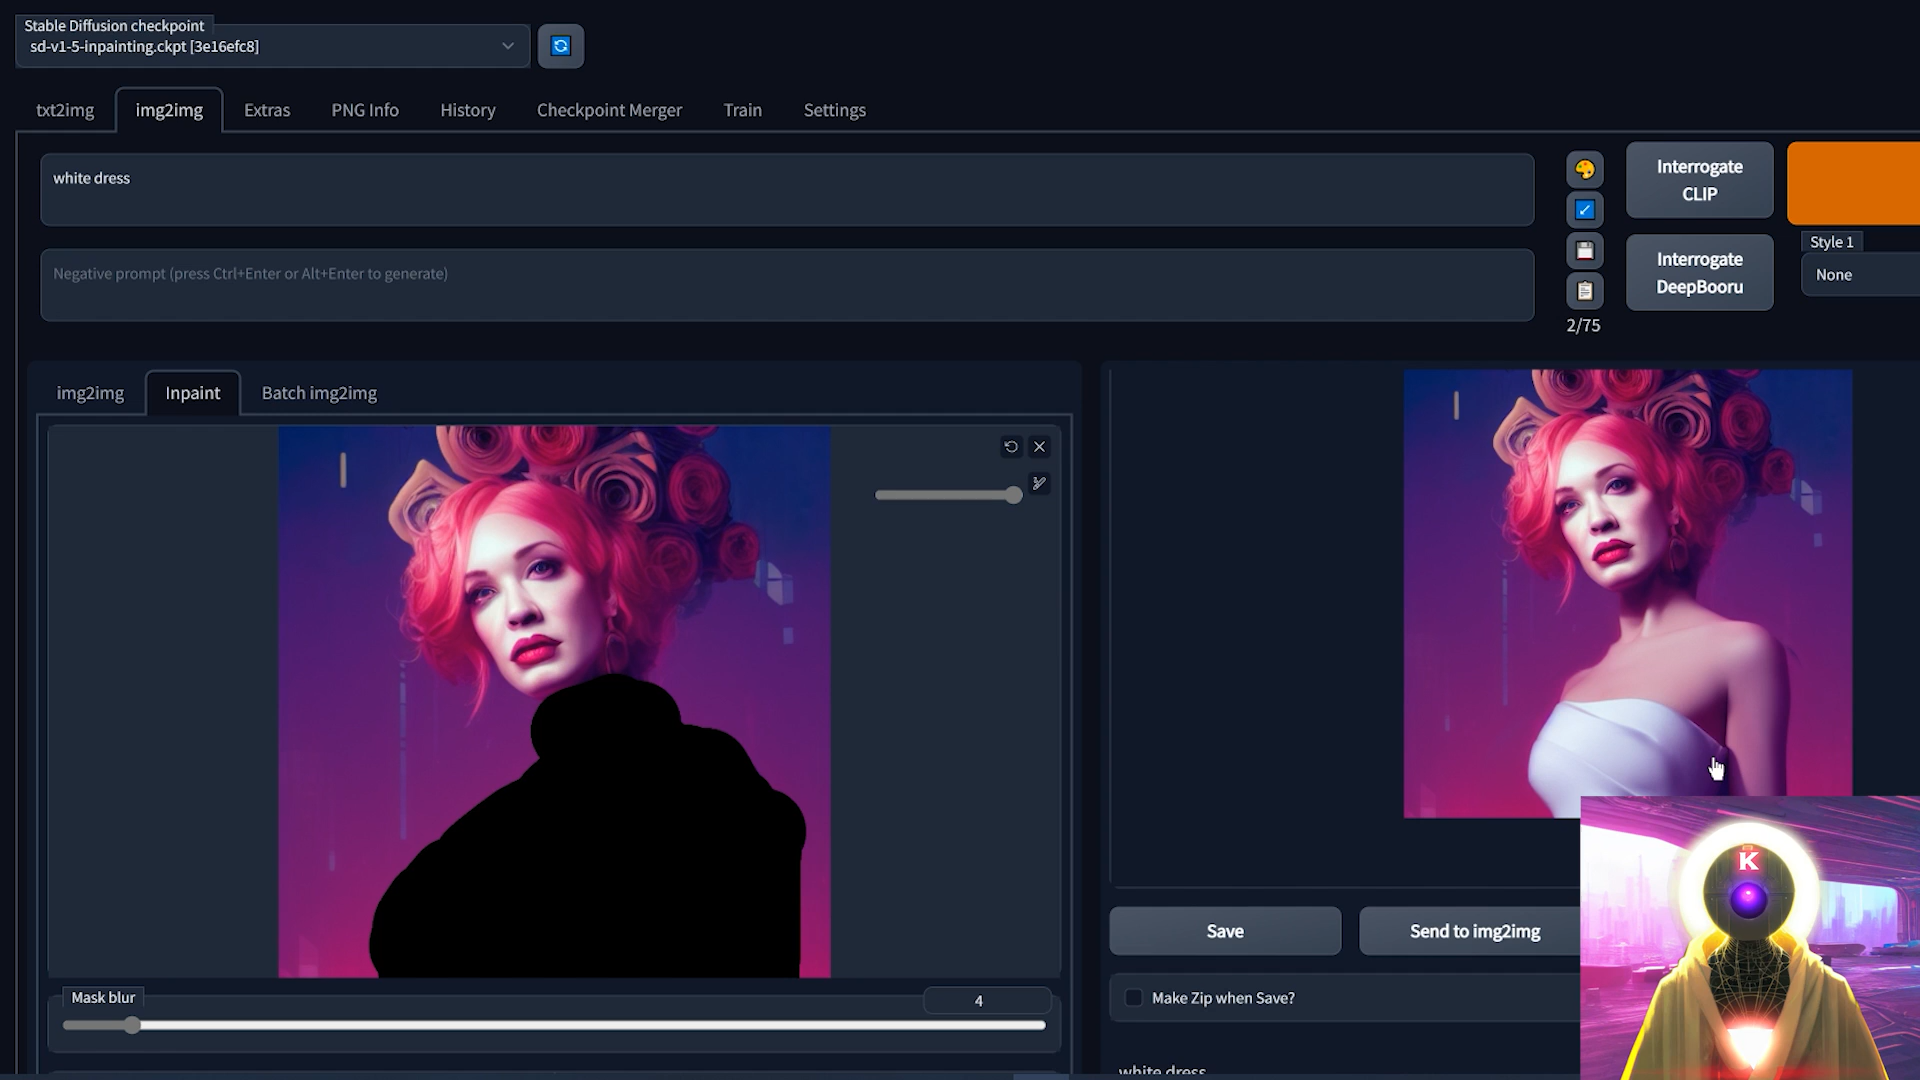 Stable Diffusion checkpoint
sd-v1-5-inpainting.ckpt [3e16efc8]
txt2img
img2img
Extras
PNG Info
History
Checkpoint Merger
Train
Settings
white dress
Negative prompt (press Ctrl+Enter or Alt+Enter to generate)
2/75
Interrogate
CLIP
Interrogate
DeepBooru
Style 1
None
img2img
Inpaint
Batch img2img
Mask blur
4
Save
Send to img2img
Make Zip when Save?
white dress
K